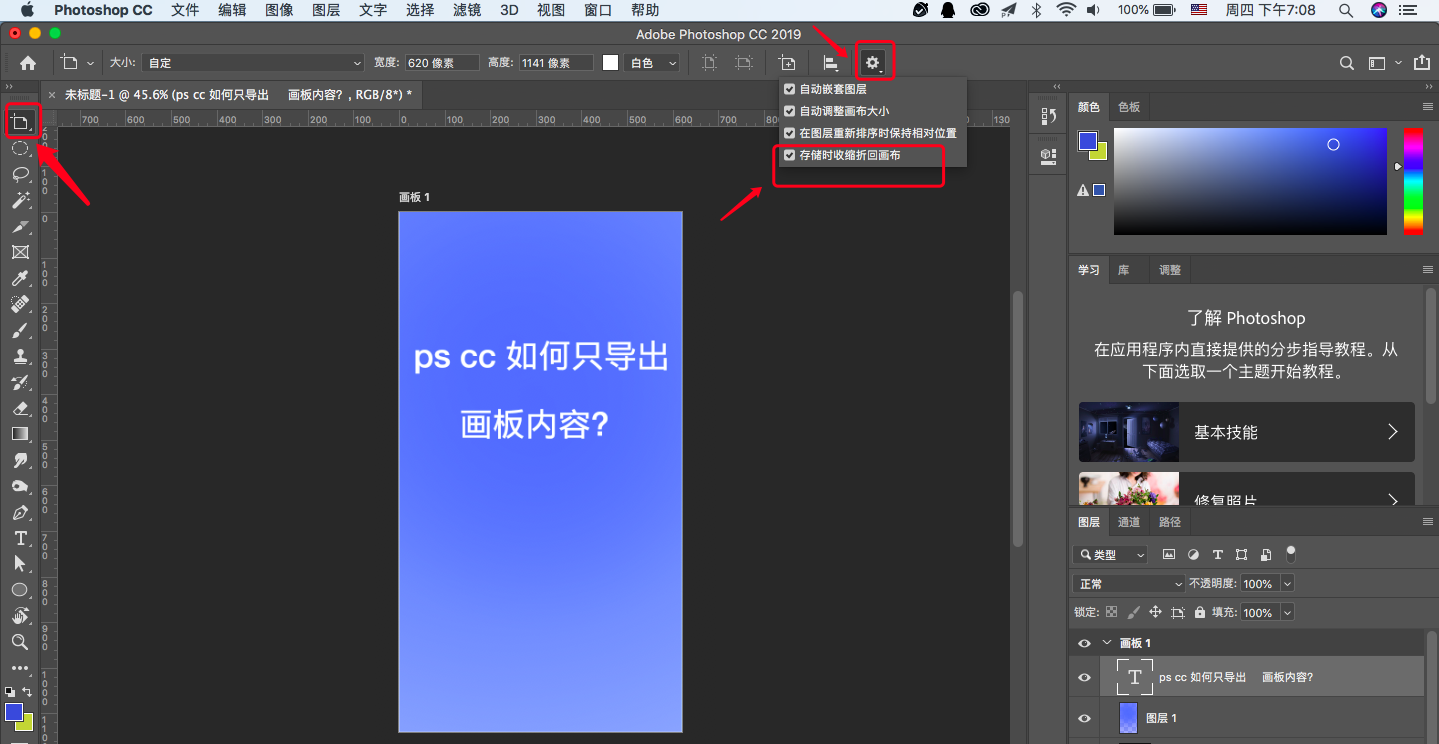 Photoshop CC 文件 编辑 图像 图层 文字 选择 滤镜 3D 视图 窗口 帮助 100% 周四 下午7:08
Adobe Photoshop CC 2019
大小: 自定 宽度: 620 像素 高度: 1141 像素 白色
未标题-1 @ 45.6% (ps cc 如何只导出 画板内容? , RGB/8*) *
自动嵌套图层
自动调整画布大小
在图层重新排序时保持相对位置
存储时收缩折回画布
700 600 500 400 300 200 100 0 100 200 300 400 500 600 700 130
0
100
200
300
400
500
600
700
800
900
1000
画板 1
ps cc 如何只导出
画板内容?
颜色 色板
学习 库 调整
了解 Photoshop
在应用程序内直接提供的分步指导教程。从
下面选取一个主题开始教程。
基本技能
修复照片
图层 通道 路径
类型
正常 不透明度: 100%
锁定: 填充: 100%
画板 1
T ps cc 如何只导出 画板内容?
图层 1